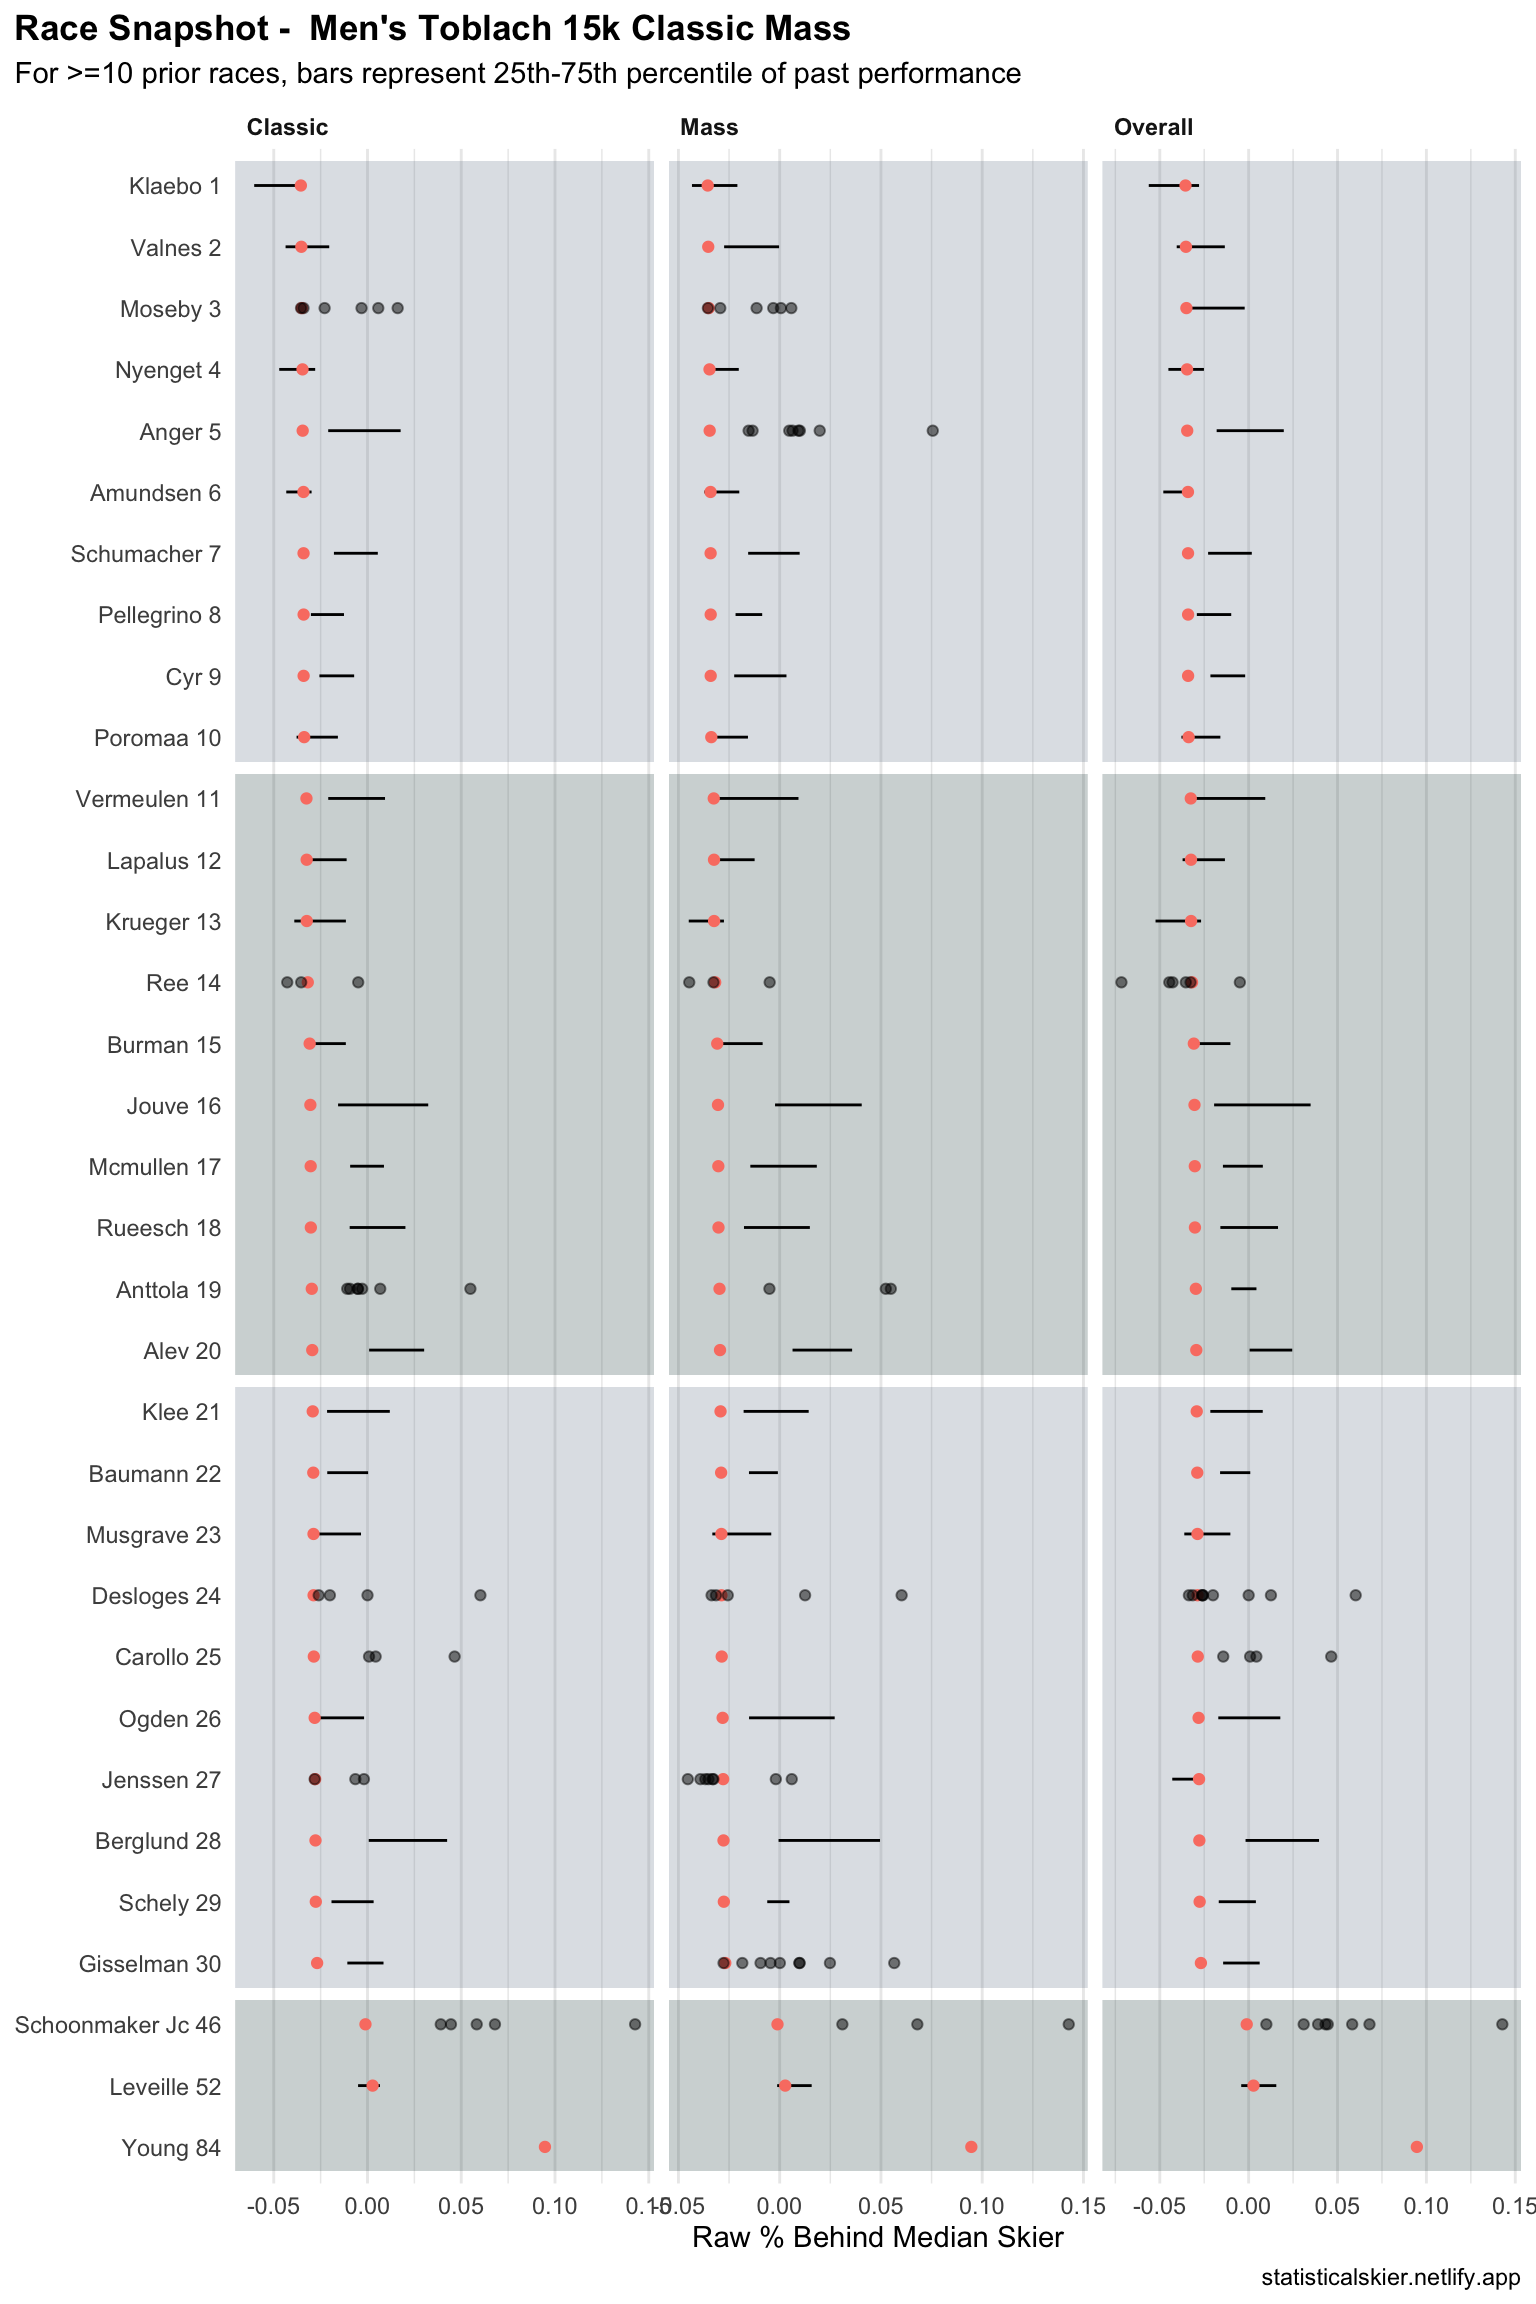 Race Snapshot -  Men's Toblach 15k Classic Mass
For >=10 prior races, bars represent 25th-75th percentile of past performance
Classic Mass Overall
Klaebo 1
Valnes 2
Moseby 3
Nyenget 4
Anger 5
Amundsen 6
Schumacher 7
Pellegrino 8
Cyr 9
Poromaa 10
Vermeulen 11
Lapalus 12
Krueger 13
Ree 14
Burman 15
Jouve 16
Mcmullen 17
Rueesch 18
Anttola 19
Alev 20
Klee 21
Baumann 22
Musgrave 23
Desloges 24
Carollo 25
Ogden 26
Jenssen 27
Berglund 28
Schely 29
Gisselman 30
Schoonmaker Jc 46
Leveille 52
Young 84
-0.05 0.00 0.05 0.10 0.15 -0.05 0.00 0.05 0.10 0.15 -0.05 0.00 0.05 0.10 0.15
Raw % Behind Median Skier
statisticalskier.netlify.app